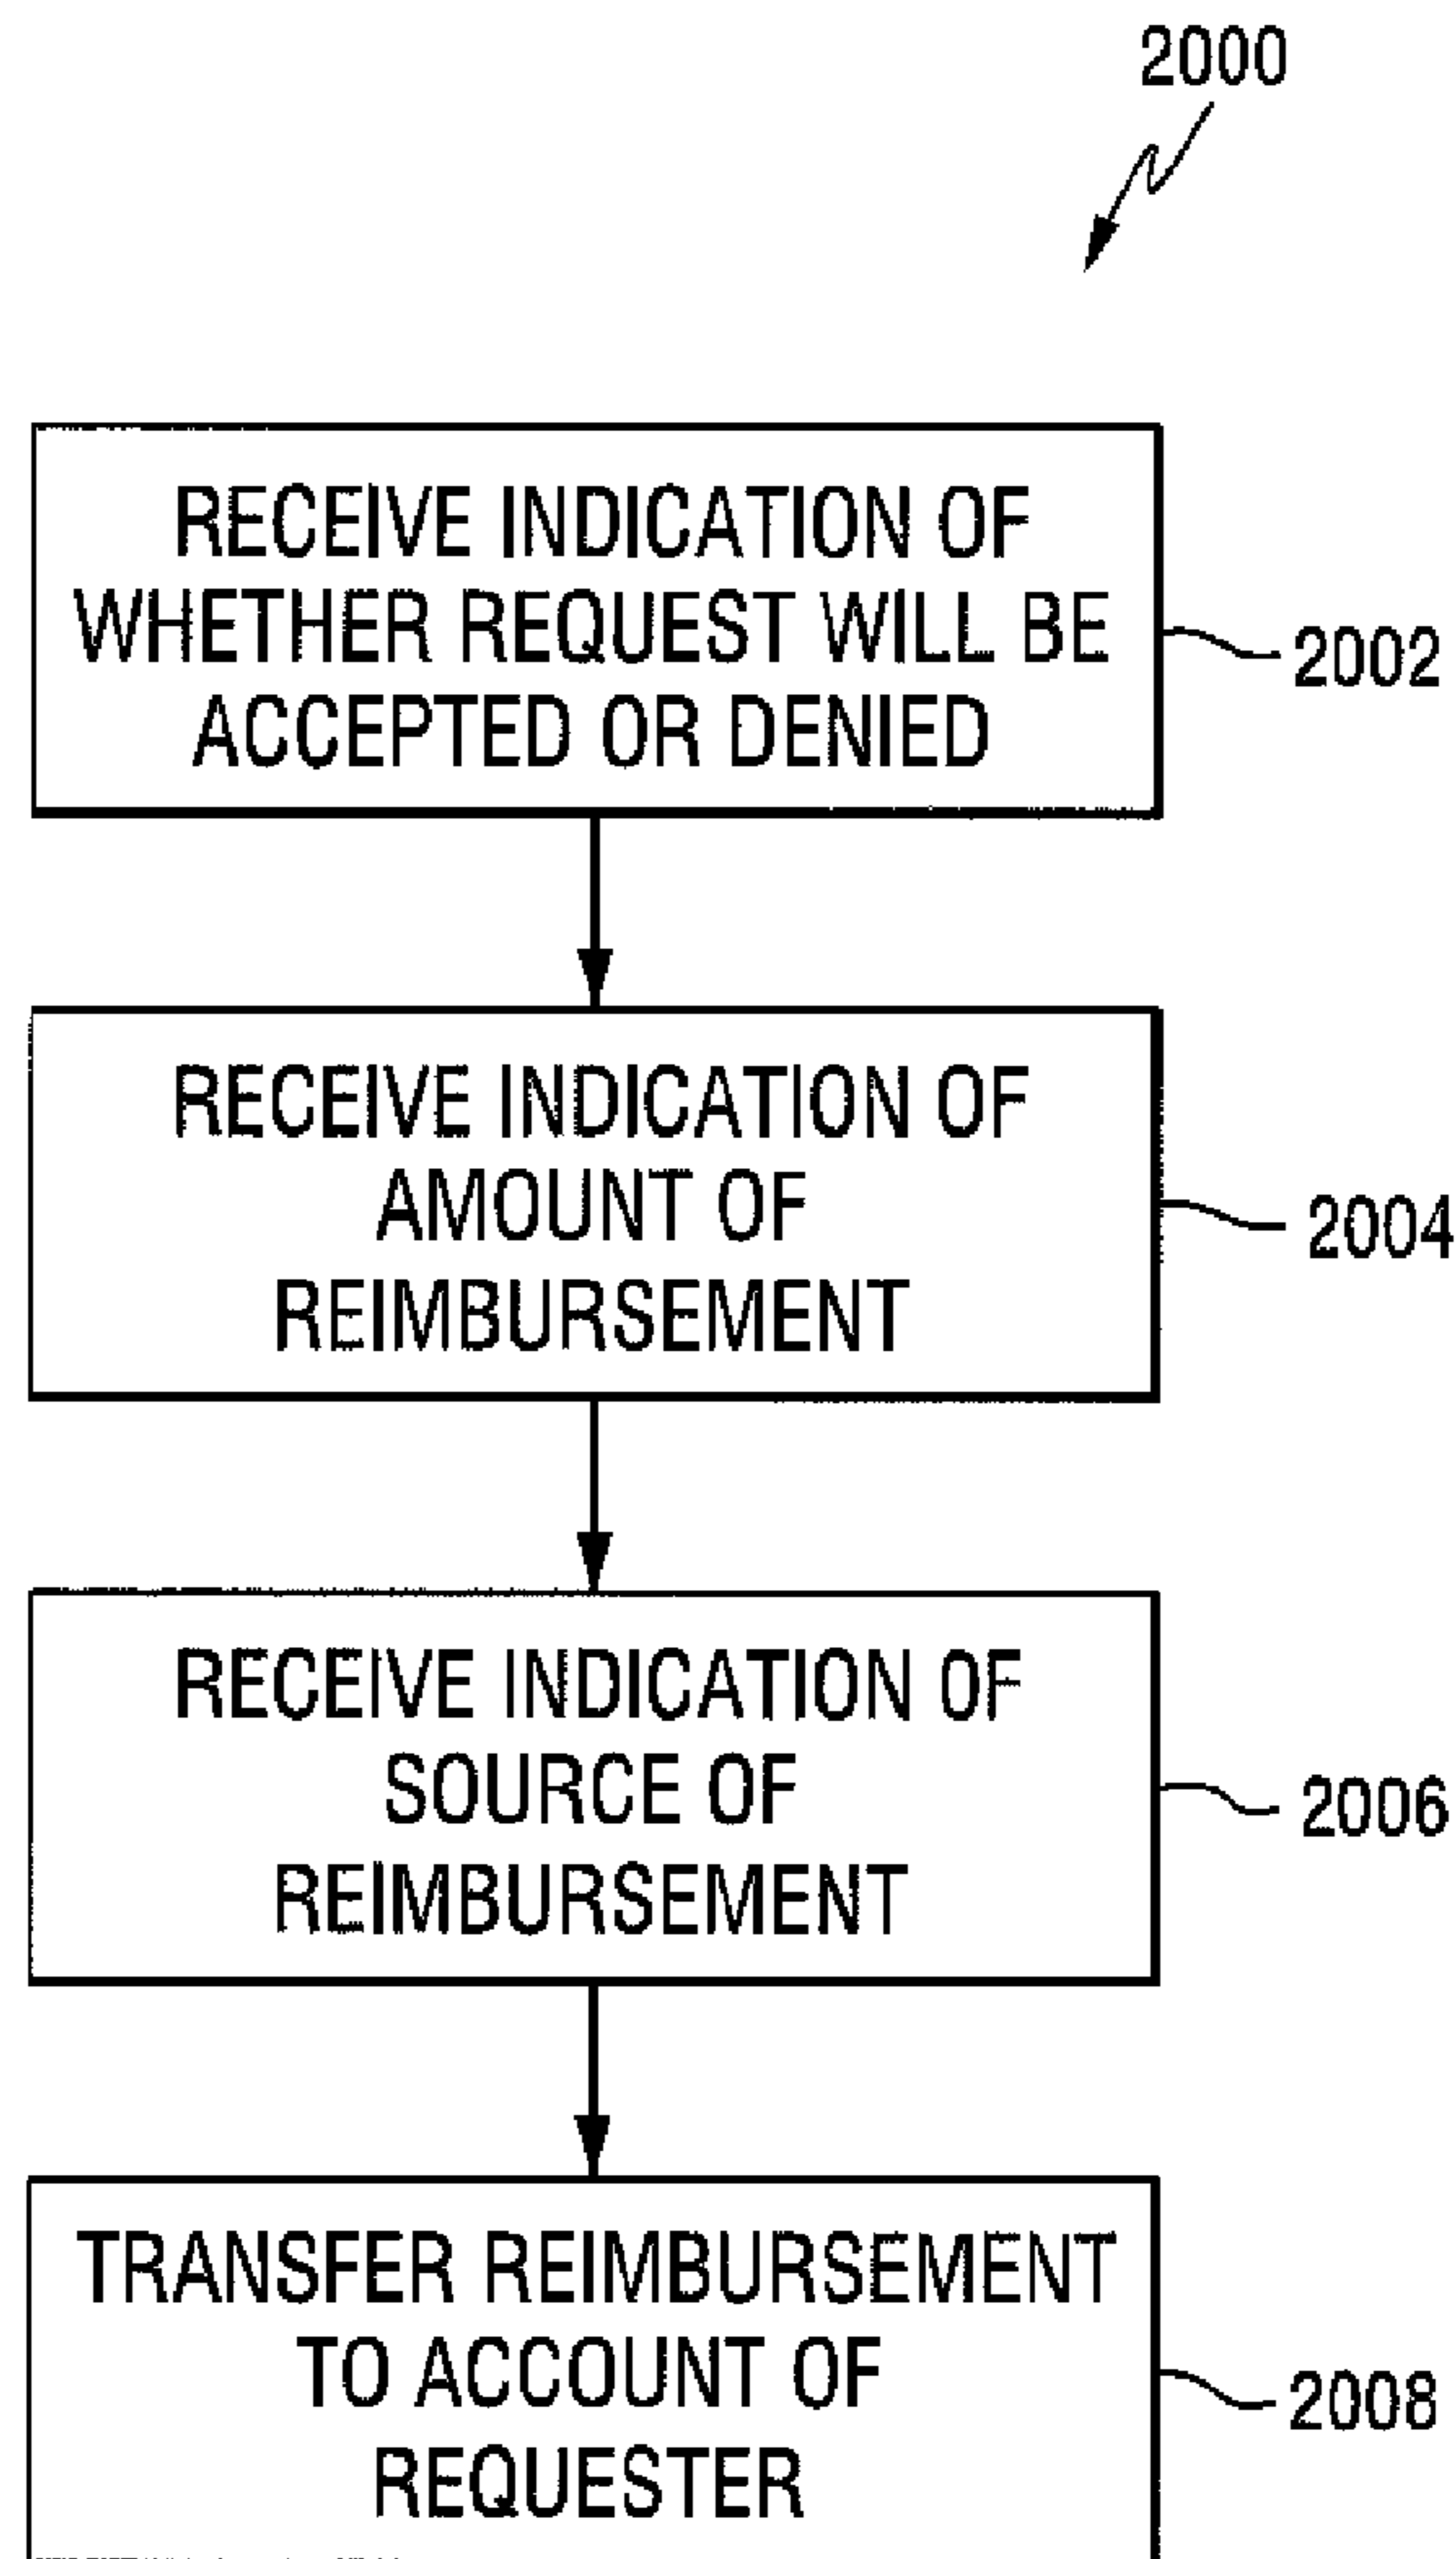 2000
RECEIVE INDICATION OF
WHETHER REQUEST WILL BE
ACCEPTED OR DENIED
2002
RECEIVE INDICATION OF
AMOUNT OF
REIMBURSEMENT
2004
RECEIVE INDICATION OF
SOURCE OF
REIMBURSEMENT
2006
TRANSFER REIMBURSEMENT
TO ACCOUNT OF
REQUESTER
2008